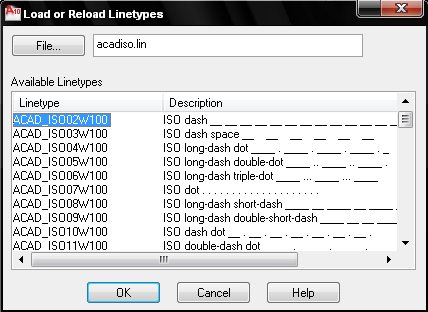 Load or Reload Linetypes
File... acadiso.lin
Available Linetypes
Linetype Description
ACAD_ISO02W100 ISO dash __ __ __ __ __ __ __ __ __ __ __ __ __
ACAD_ISO03W100 ISO dash space __    __    __    __    __    __
ACAD_ISO04W100 ISO long-dash dot ____ . ____ . ____ . ____ . _
ACAD_ISO05W100 ISO long-dash double-dot ____ .. ____ .. ____ .
ACAD_ISO06W100 ISO long-dash triple-dot ____ ... ____ ... ____
ACAD_ISO07W100 ISO dot . . . . . . . . . . . . . . . . . . . .
ACAD_ISO08W100 ISO long-dash short-dash ____ __ ____ __ ____ _
ACAD_ISO09W100 ISO long-dash double-short-dash ____ __ __ ____
ACAD_ISO10W100 ISO dash dot __ . __ . __ . __ . __ . __ . __ .
ACAD_ISO11W100 ISO double-dash dot __ __ . __ __ . __ __ . __ _
OK Cancel Help